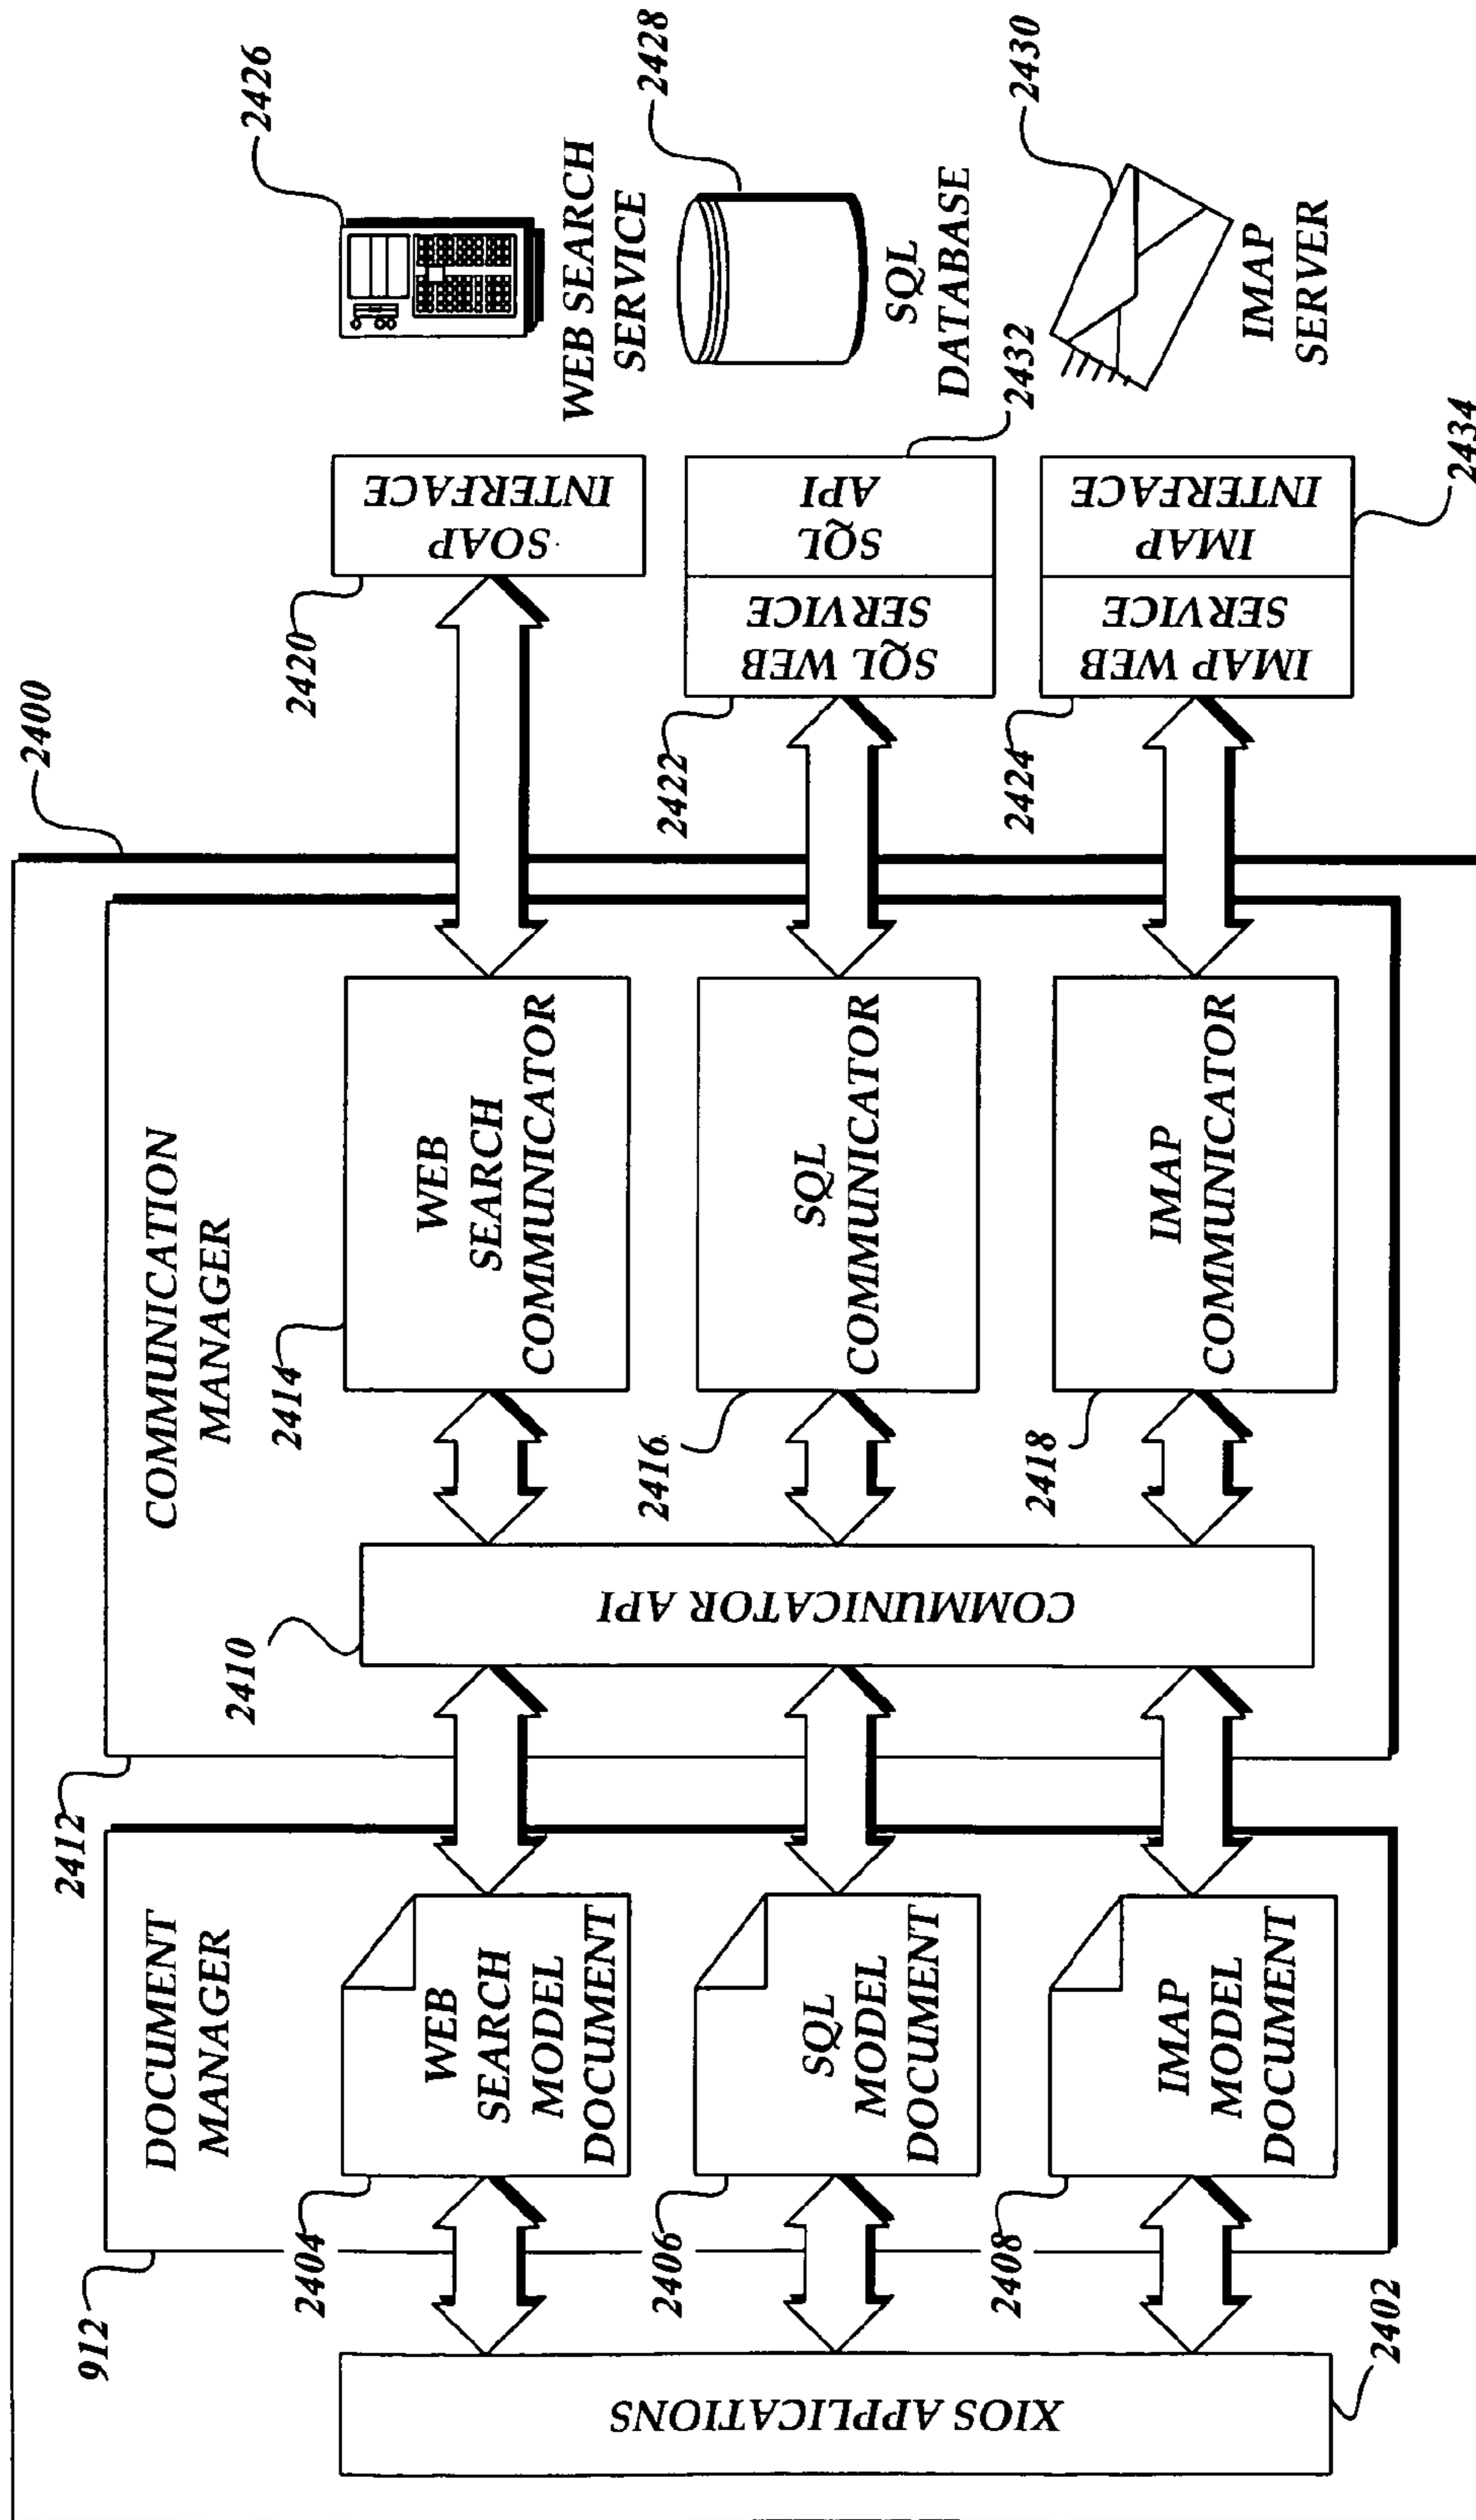 2400
912
DOCUMENT
MANAGER
2412
COMMUNICATION
MANAGER
2410
2426
2404
WEB
SEARCH
MODEL
DOCUMENT
2414
WEB
SEARCH
COMMUNICATOR
2420
SOAP
INTERFACE
WEB SEARCH
SERVICE
XIOS APPLICATIONS
COMMUNICATOR API
2428
2406
SQL
MODEL
DOCUMENT
2416
SQL
COMMUNICATOR
2422
SQL WEB
SERVICE
SQL
API
SQL
DATABASE
2432
2430
2408
IMAP
MODEL
DOCUMENT
2418
IMAP
COMMUNICATOR
2424
IMAP WEB
SERVICE
IMAP
INTERFACE
IMAP
SERVER
2402
2434